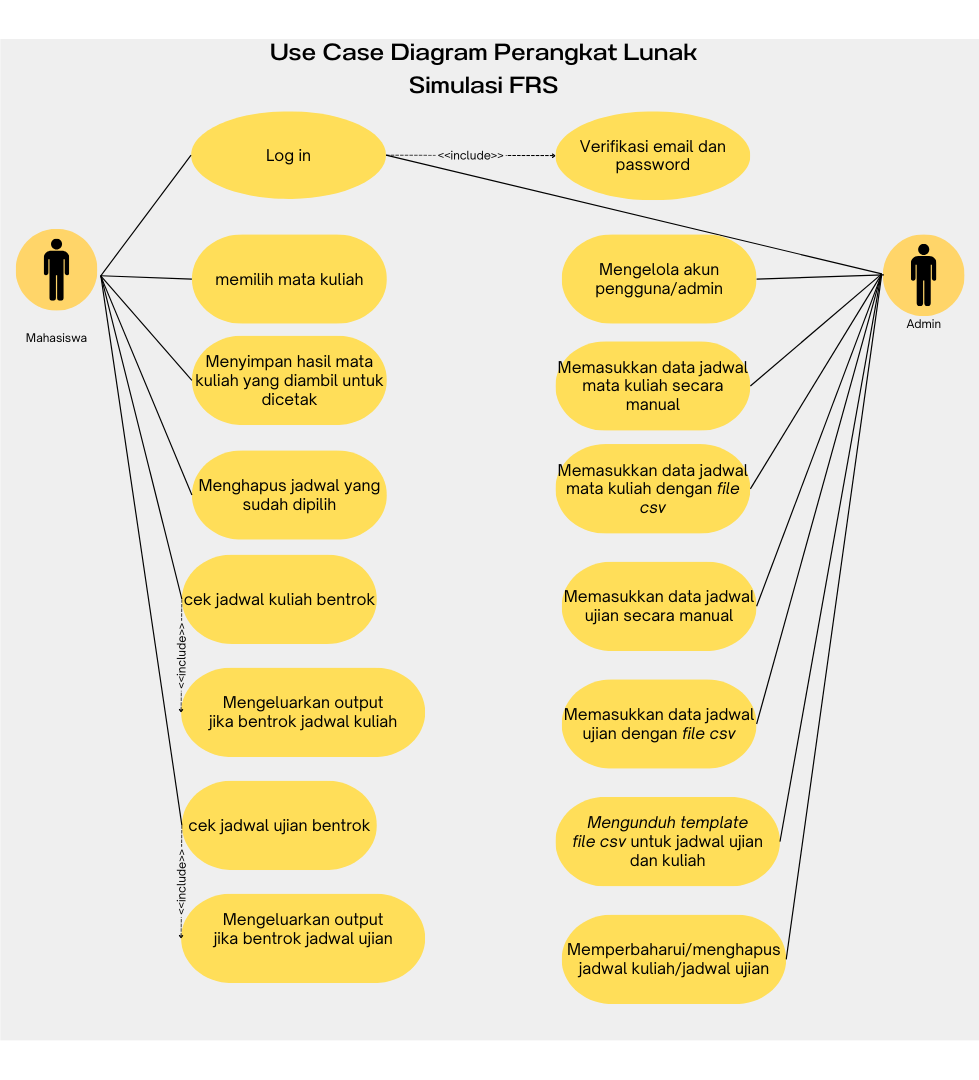 Use Case Diagram Perangkat Lunak
Simulasi FRS
Log in
<<include>>
Verifikasi email dan
password
Mahasiswa
Admin
memilih mata kuliah
Menyimpan hasil mata
kuliah yang diambil untuk
dicetak
Menghapus jadwal yang
sudah dipilih
cek jadwal kuliah bentrok
<<include>>
Mengeluarkan output
jika bentrok jadwal kuliah
cek jadwal ujian bentrok
<<include>>
Mengeluarkan output
jika bentrok jadwal ujian
Mengelola akun
pengguna/admin
Memasukkan data jadwal
mata kuliah secara
manual
Memasukkan data jadwal
mata kuliah dengan file
csv
Memasukkan data jadwal
ujian secara manual
Memasukkan data jadwal
ujian dengan file csv
Mengunduh template
file csv untuk jadwal ujian
dan kuliah
Memperbaharui/menghapus
jadwal kuliah/jadwal ujian